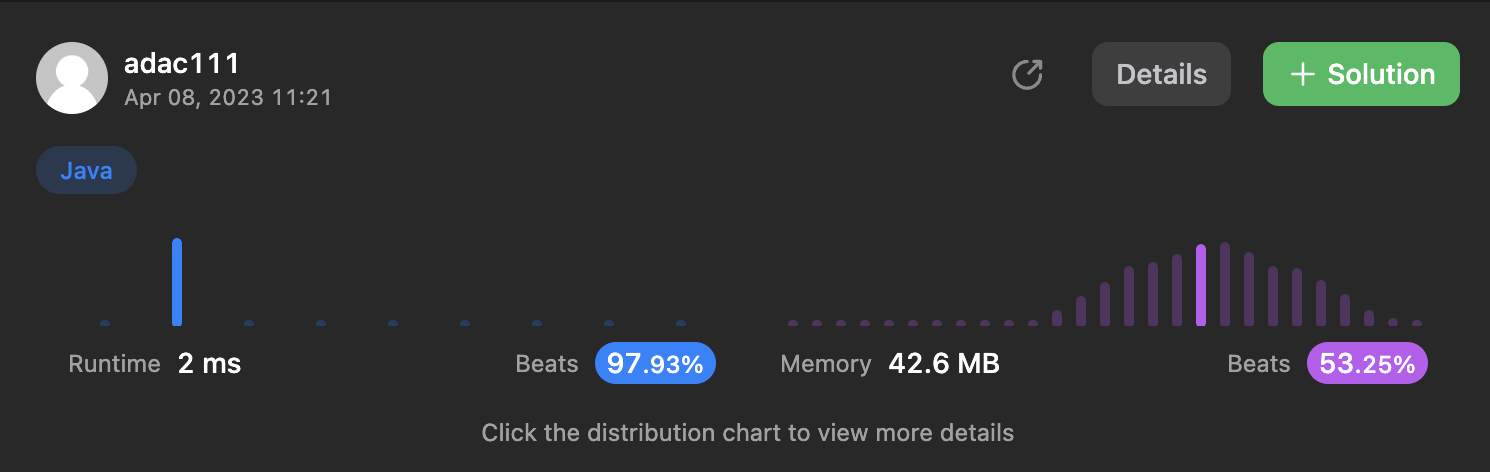 adac111
Apr 08, 2023 11:21
Details
+ Solution
Java
Runtime 2 ms
Beats 97.93%
Memory 42.6 MB
Beats 53.25%
Click the distribution chart to view more details